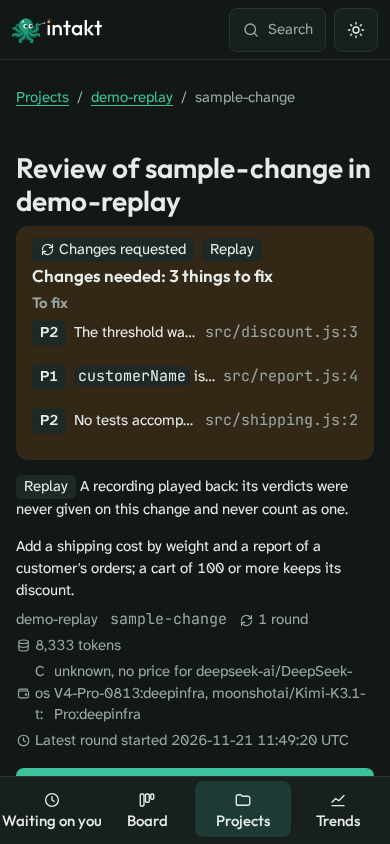 intakt
Search
Projects / demo-replay / sample-change
Review of sample-change in
demo-replay
Changes requested Replay
Changes needed: 3 things to fix
To fix
P2 The threshold wa... src/discount.js:3
P1 customerName is... src/report.js:4
P2 No tests accomp... src/shipping.js:2
Replay A recording played back: its verdicts were
never given on this change and never count as one.
Add a shipping cost by weight and a report of a
customer's orders; a cart of 100 or more keeps its
discount.
demo-replay sample-change 1 round
8,333 tokens
C unknown, no price for deepseek-ai/DeepSeek-
os V4-Pro-0813:deepinfra, moonshotai/Kimi-K3.1-
t: Pro:deepinfra
Latest round started 2026-11-21 11:49:20 UTC
Waiting on you Board Projects Trends